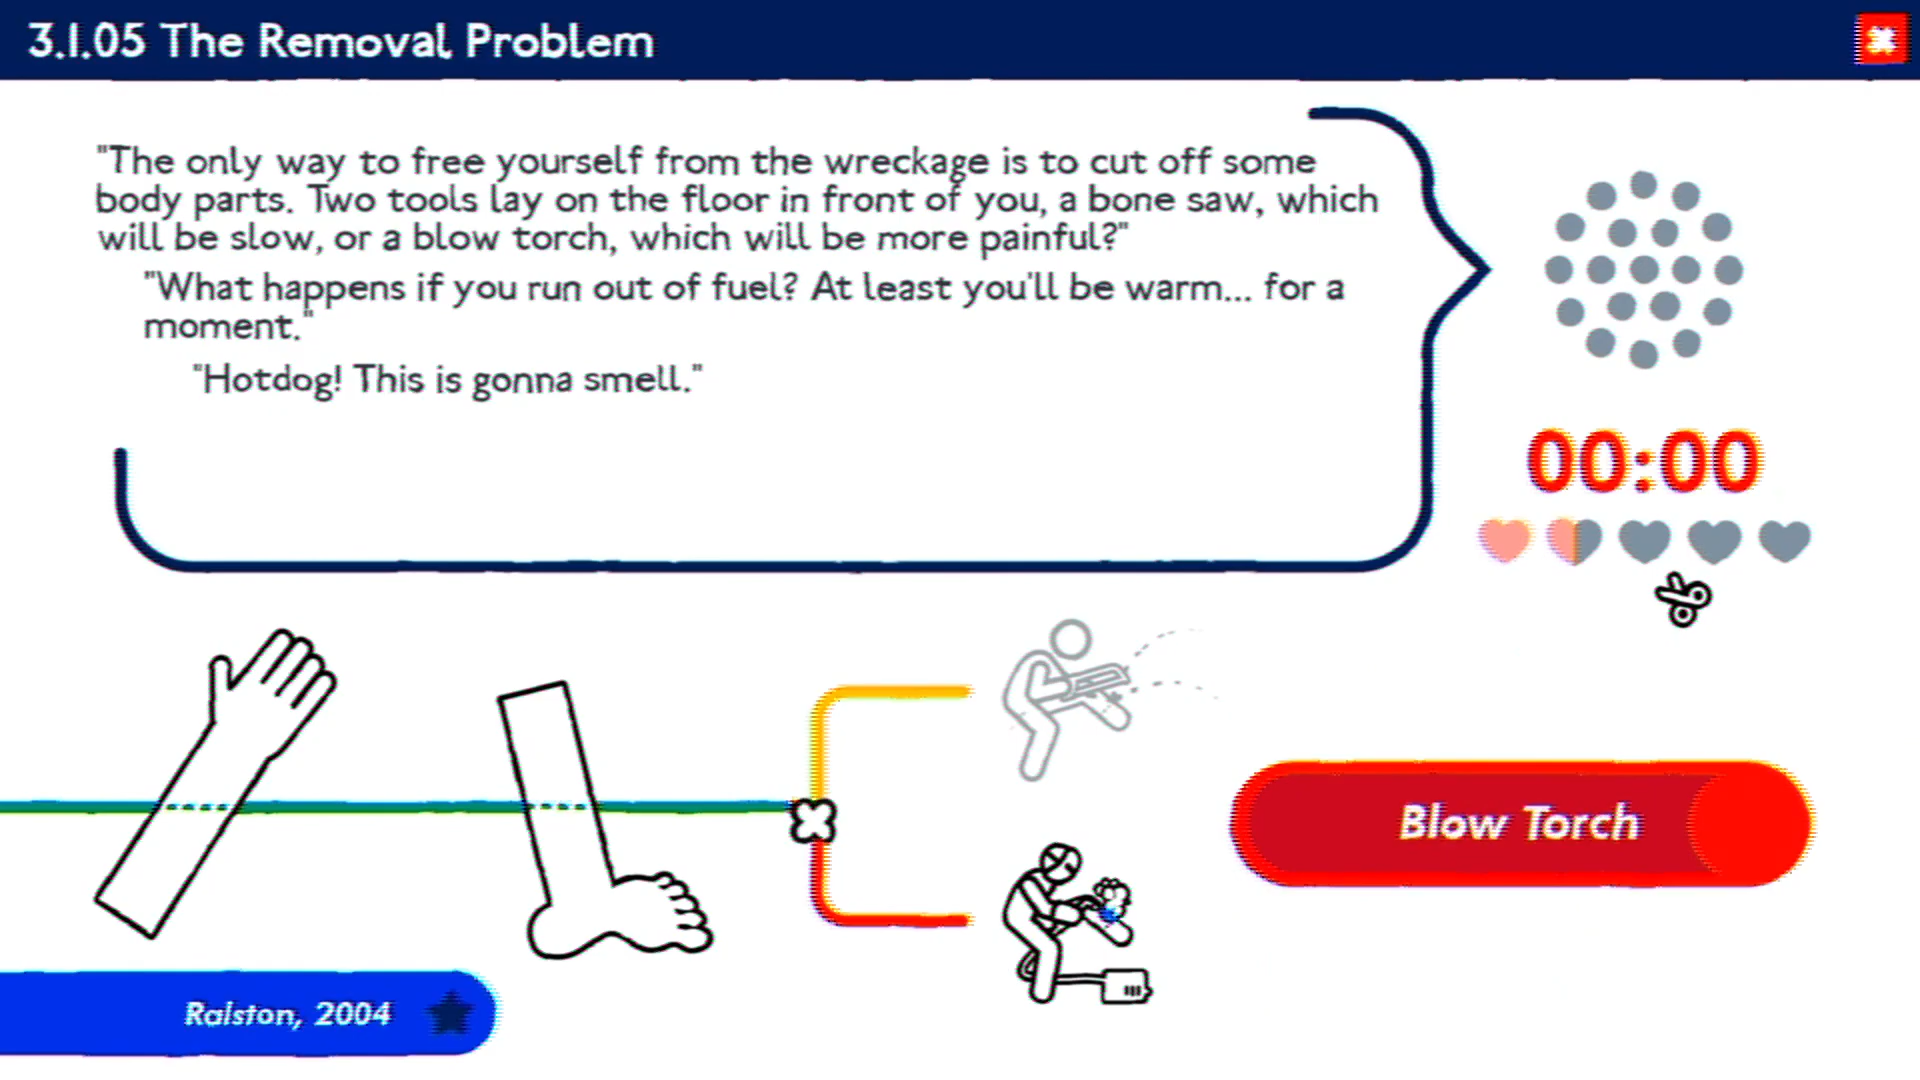 3.1.05 The Removal Problem
"The only way to free yourself from the wreckage is to cut off some
body parts. Two tools lay on the floor in front of you, a bone saw, which
will be slow, or a blow torch, which will be more painful?"
"What happens if you run out of fuel? At least you'll be warm... for a
moment."
"Hotdog! This is gonna smell."
00:00
Blow Torch
Ralston, 2004